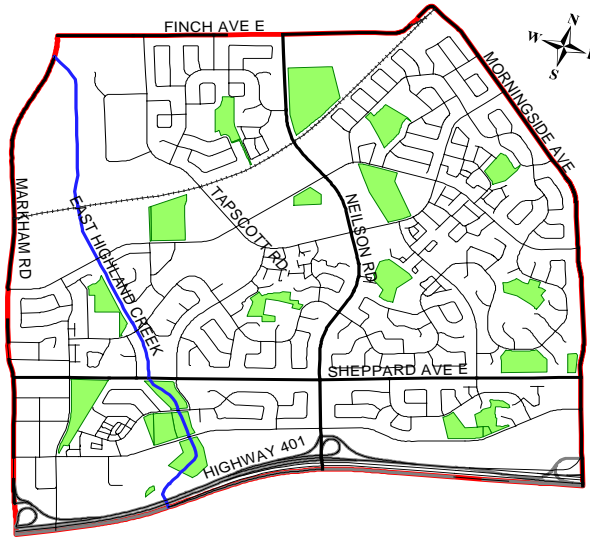 FINCH AVE E
N
W
S
E
MORNINGSIDE AVE
MARKHAM RD
EAST HIGHLAND CREEK
TAPSCOTT RD
NEILSON RD
SHEPPARD AVE E
HIGHWAY 401